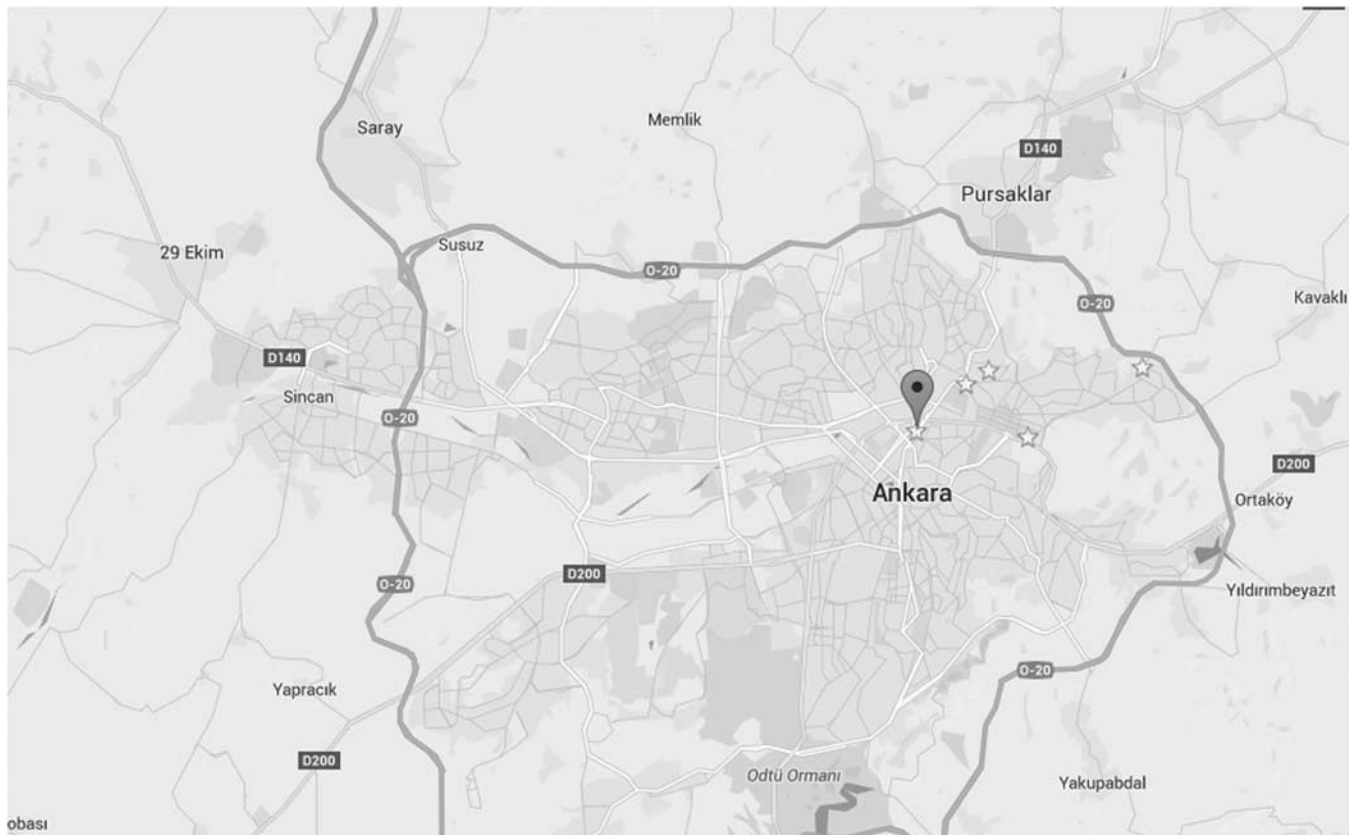 Saray
Memlik
D140
Pursaklar
29 Ekim
Susuz
O-20
O-20
Kavaklı
D140
Sincan
O-20
Ankara
D200
Ortaköy
D200
O-20
Yıldırımbeyazıt
O-20
Yapracık
D200
Odtü Ormanı
Yakupabdal
obası